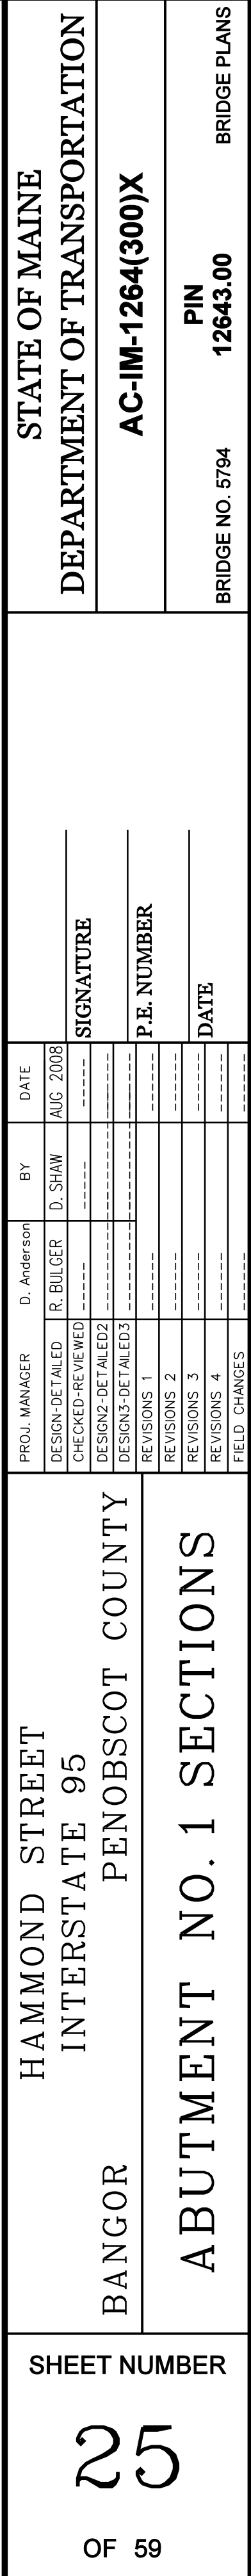 STATE OF MAINE
DEPARTMENT OF TRANSPORTATION
AC-IM-1264(300)X
PIN
12643.00
BRIDGE NO. 5794 BRIDGE PLANS
SIGNATURE
P.E. NUMBER
DATE
PROJ. MANAGER D. Anderson BY DATE
DESIGN-DETAILED R. BULGER D. SHAW AUG 2008
CHECKED-REVIEWED ----- ----- -----
DESIGN2-DETAILED2
DESIGN3-DETAILED3
REVISIONS 1 ----- -----
REVISIONS 2 ----- -----
REVISIONS 3 ----- -----
REVISIONS 4 ----- -----
FIELD CHANGES ----- -----
HAMMOND STREET
INTERSTATE 95
BANGOR PENOBSCOT COUNTY
ABUTMENT NO. 1 SECTIONS
SHEET NUMBER
25
OF 59